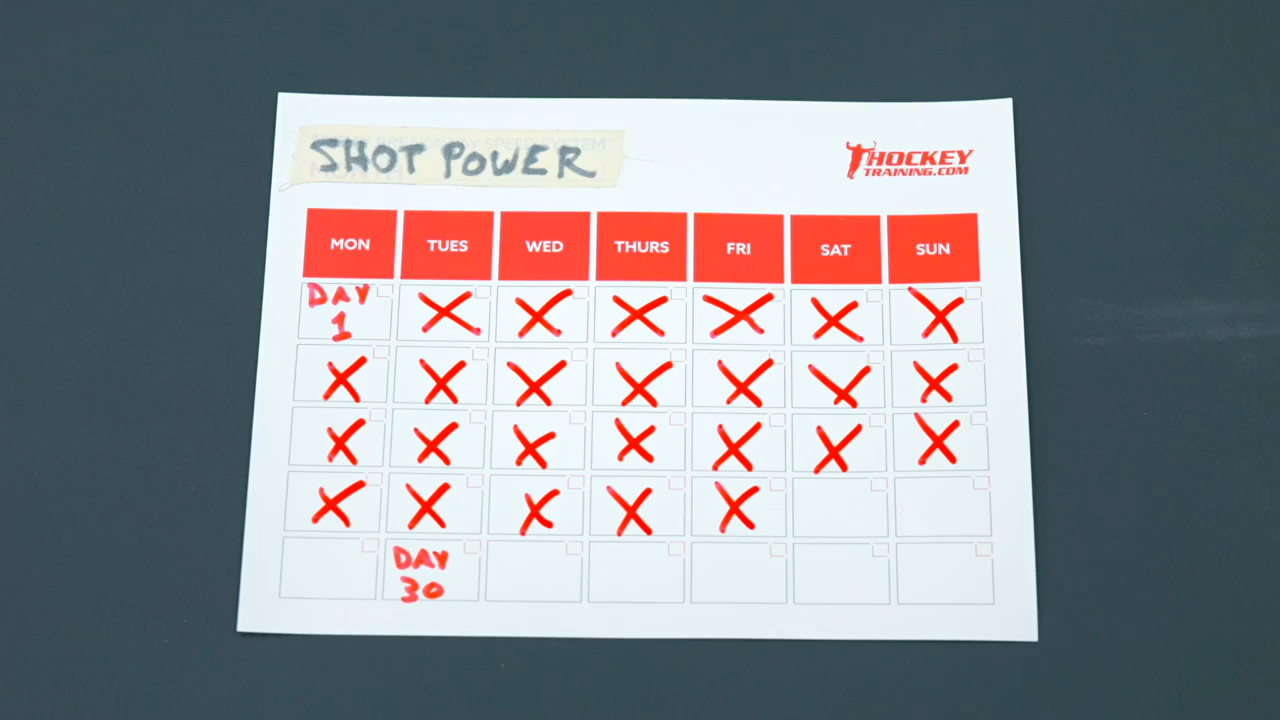 SHOT POWER
HOCKEY
TRAINING.COM
MON TUES WED THURS FRI SAT SUN
DAY
1
X X X X X X
X X X X X X X
X X X X X X X
X X X X X
DAY
30